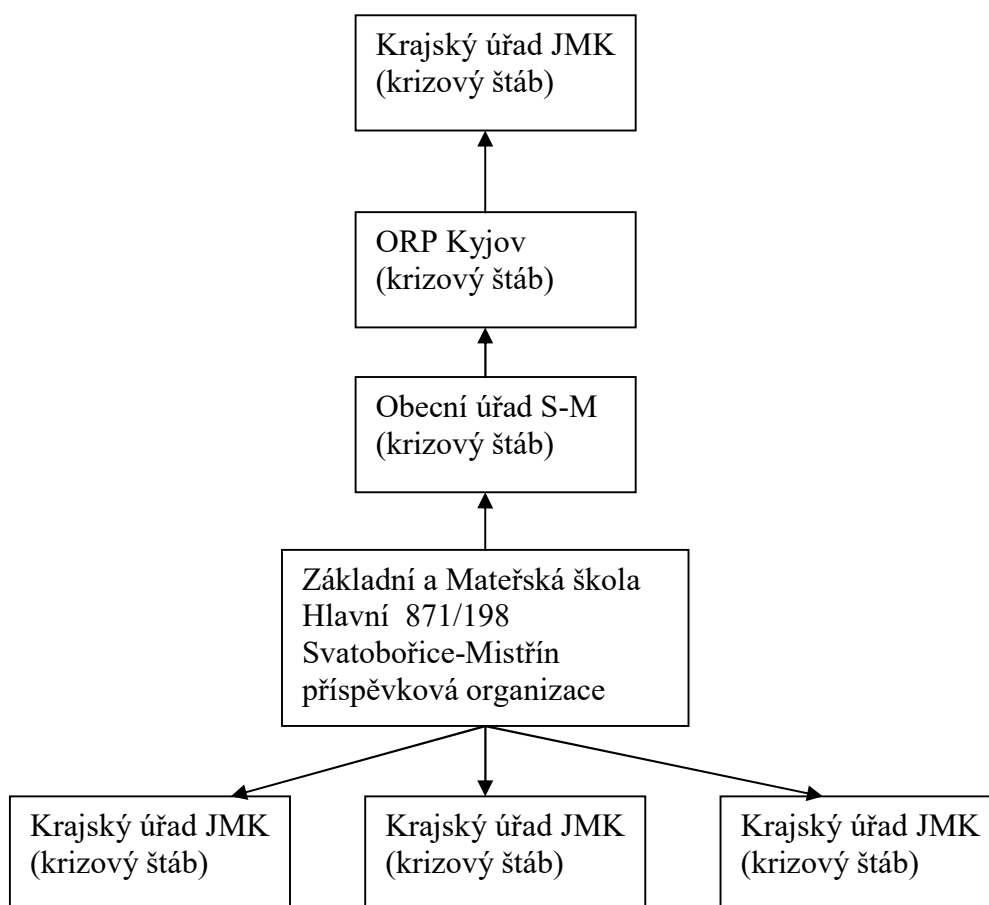 Krajský úřad JMK
(krizový štáb)
ORP Kyjov
(krizový štáb)
Obecní úřad S-M
(krizový štáb)
Základní a Mateřská škola
Hlavní  871/198
Svatobořice-Mistřín
příspěvková organizace
Krajský úřad JMK
(krizový štáb)
Krajský úřad JMK
(krizový štáb)
Krajský úřad JMK
(krizový štáb)